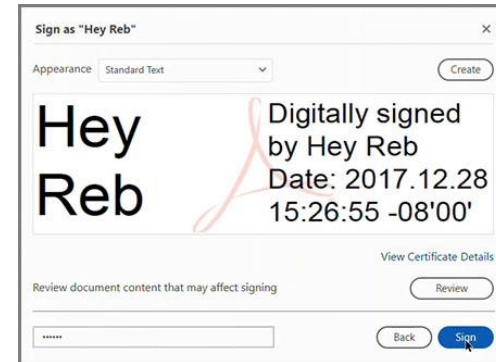 Sign as "Hey Reb"
×
Appearance Standard Text Create
Hey
Reb
Digitally signed
by Hey Reb
Date: 2017.12.28
15:26:55 -08'00'
View Certificate Details
Review document content that may affect signing Review
•••••• Back Sign